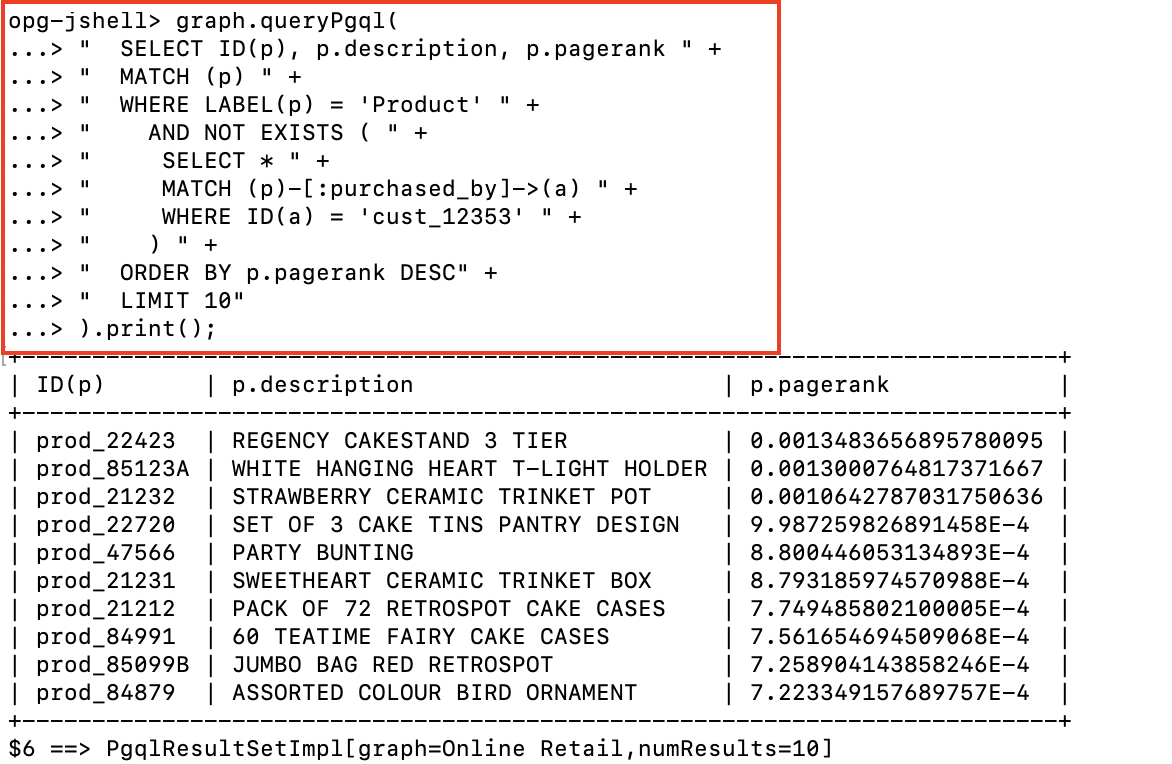 opg-jshell> graph.queryPgql(
...> "  SELECT ID(p), p.description, p.pagerank " +
...> "  MATCH (p) " +
...> "  WHERE LABEL(p) = 'Product' " +
...> "    AND NOT EXISTS ( " +
...> "     SELECT * " +
...> "     MATCH (p)-[:purchased_by]->(a) " +
...> "     WHERE ID(a) = 'cust_12353' " +
...> "    ) " +
...> "  ORDER BY p.pagerank DESC" +
...> "  LIMIT 10"
...> ).print();
+--------------------------------------------------------------------------+
| ID(p)       | p.description                      | p.pagerank            |
+--------------------------------------------------------------------------+
| prod_22423  | REGENCY CAKESTAND 3 TIER           | 0.0013483656895780095 |
| prod_85123A | WHITE HANGING HEART T-LIGHT HOLDER | 0.0013000764817371667 |
| prod_21232  | STRAWBERRY CERAMIC TRINKET POT     | 0.0010642787031750636 |
| prod_22720  | SET OF 3 CAKE TINS PANTRY DESIGN   | 9.987259826891458E-4  |
| prod_47566  | PARTY BUNTING                      | 8.800446053134893E-4  |
| prod_21231  | SWEETHEART CERAMIC TRINKET BOX     | 8.793185974570988E-4  |
| prod_21212  | PACK OF 72 RETROSPOT CAKE CASES    | 7.749485802100005E-4  |
| prod_84991  | 60 TEATIME FAIRY CAKE CASES        | 7.561654694509068E-4  |
| prod_85099B | JUMBO BAG RED RETROSPOT            | 7.258904143858246E-4  |
| prod_84879  | ASSORTED COLOUR BIRD ORNAMENT      | 7.223349157689757E-4  |
+--------------------------------------------------------------------------+
$6 ==> PgqlResultSetImpl[graph=Online Retail,numResults=10]